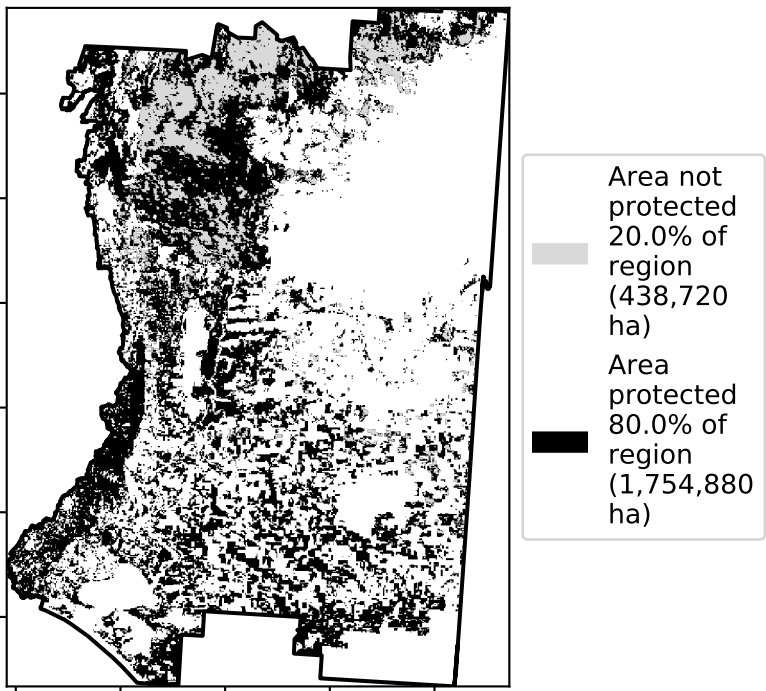 Area not
protected
20.0% of
region
(438,720
ha)
Area
protected
80.0% of
region
(1,754,880
ha)